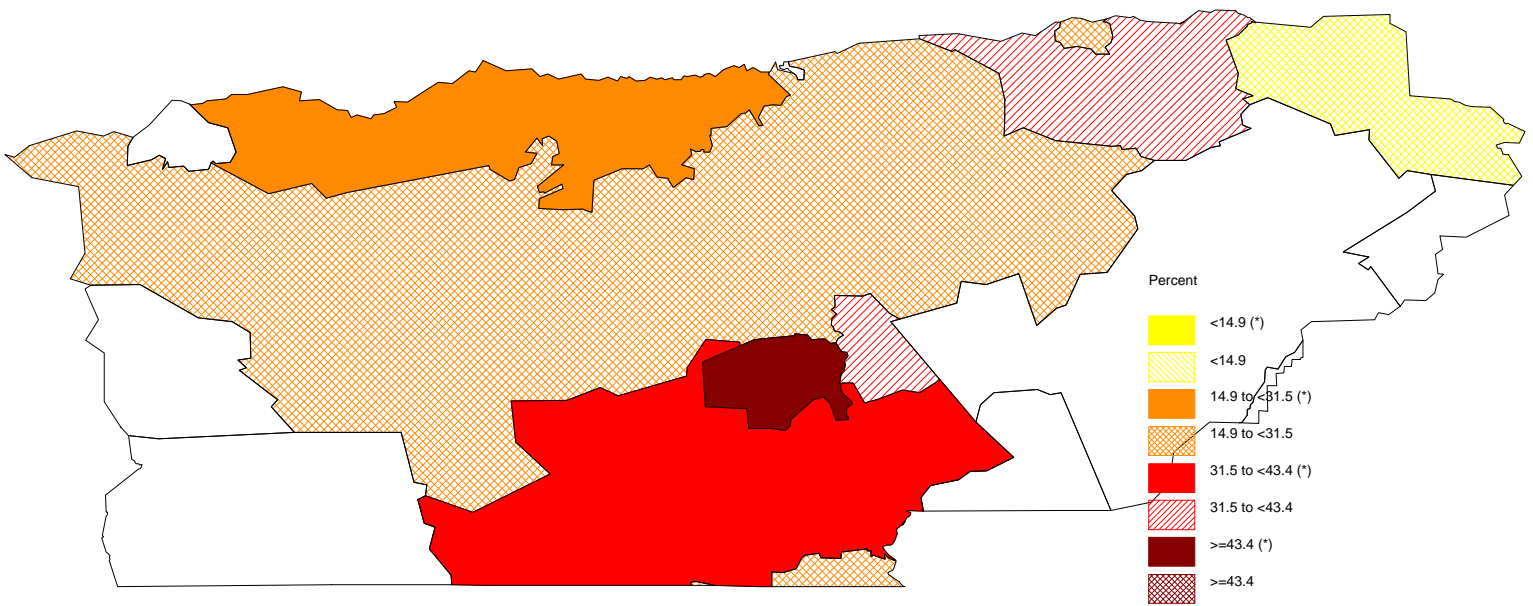 Percent
<14.9 (*)
<14.9
14.9 to <31.5 (*)
14.9 to <31.5
31.5 to <43.4 (*)
31.5 to <43.4
>=43.4 (*)
>=43.4